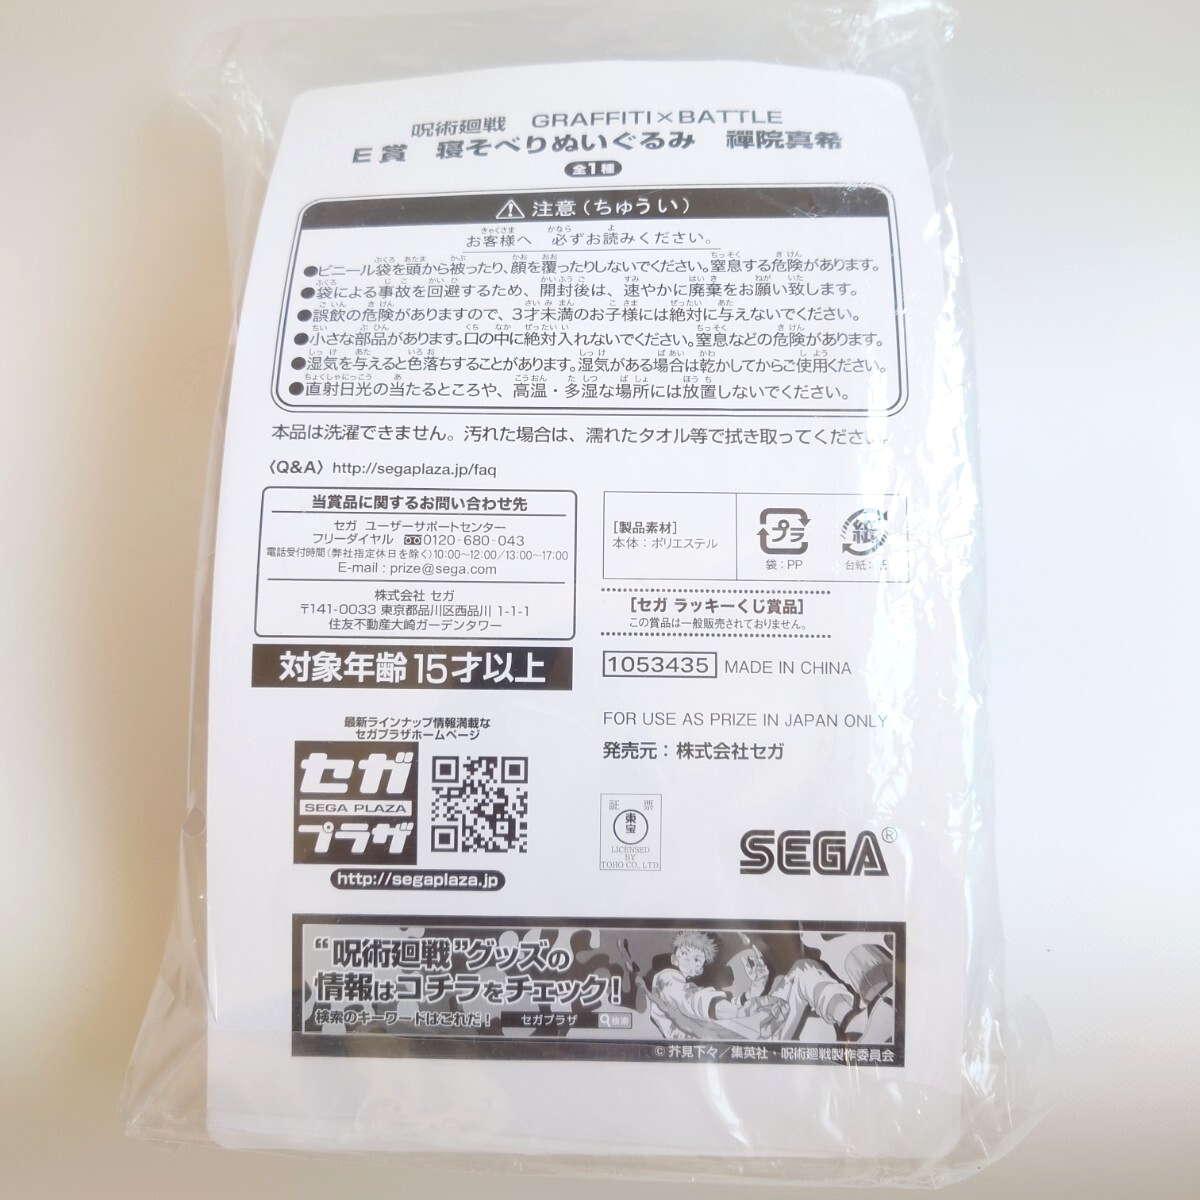 呪術廻戦 GRAFFITI×BATTLE
E賞 寝そべりぬいぐるみ 禪院真希
全1種
注意(ちゅうい)
お客様へ 必ずお読みください。
●ビニール袋を頭から被ったり、顔を覆ったりしないでください。窒息する危険があります。
●袋による事故を回避するため、開封後は、速やかに廃棄をお願い致します。
●誤飲の危険がありますので、3才未満のお子様には絶対に与えないでください。
●小さな部品があります。口の中に絶対入れないでください。窒息などの危険があります。
●湿気を与えると色落ちすることがあります。湿気がある場合は乾かしてからご使用ください。
●直射日光の当たるところや、高温・多湿な場所には放置しないでください。
本品は洗濯できません。汚れた場合は、濡れたタオル等で拭き取ってください。
〈Q&A〉http://segaplaza.jp/faq
当賞品に関するお問い合わせ先
セガ ユーザーサポートセンター
フリーダイヤル 0120-680-043
電話受付時間(弊社指定休日を除く)10:00~12:00/13:00~17:00
E-mail : prize@sega.com
株式会社 セガ
〒141-0033 東京都品川区西品川 1-1-1
住友不動産大崎ガーデンタワー
[製品素材]
本体:ポリエステル
プラ
袋:PP
紙
台紙:紙
[セガ ラッキーくじ賞品]
この賞品は一般販売されておりません。
対象年齢15才以上
1053435 MADE IN CHINA
FOR USE AS PRIZE IN JAPAN ONLY
発売元:株式会社セガ
最新ラインナップ情報満載な
セガプラザホームページ
セガ
SEGA PLAZA
プラザ
http://segaplaza.jp
証票
東宝
LICENSED
BY
TOHO CO., LTD.
SEGA®
“呪術廻戦”グッズの
情報はコチラをチェック!
検索のキーワードはこれだ! セガプラザ 検索
©芥見下々/集英社・呪術廻戦製作委員会